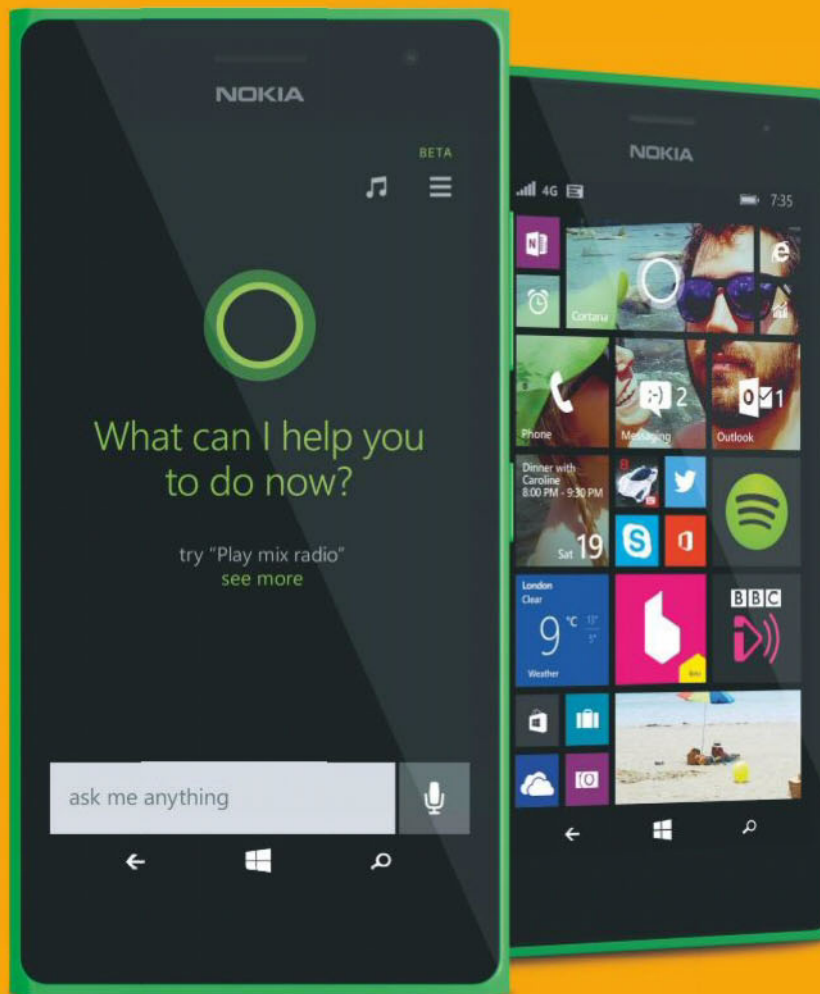 NOKIA
BETA
What can I help you
to do now?
try "Play mix radio"
see more
ask me anything
NOKIA
4G
7:35
Cortana
Phone
Messaging
2
Outlook
1
Dinner with
Caroline
8:00 PM - 9:30 PM
Sat 19
London
Clear
9 °C 13°
5°
Weather
BBC